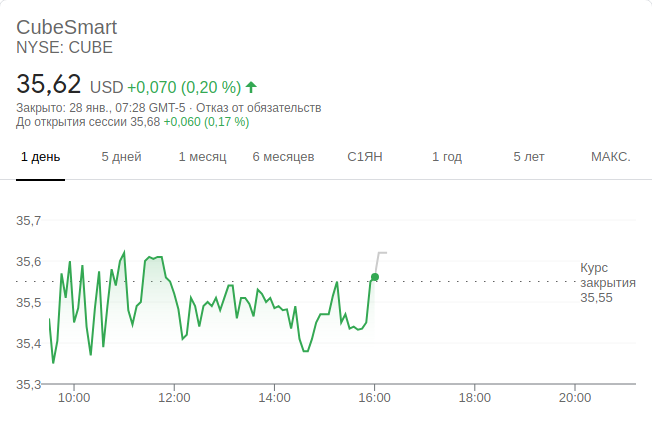 CubeSmart
NYSE: CUBE
35,62 USD +0,070 (0,20 %)
Закрыто: 28 янв., 07:28 GMT-5 · Отказ от обязательств
До открытия сессии 35,68 +0,060 (0,17 %)
1 день 5 дней 1 месяц 6 месяцев С1ЯН 1 год 5 лет МАКС.
35,7
35,6
35,5
35,4
35,3
Курс
закрытия
35,55
10:00 12:00 14:00 16:00 18:00 20:00